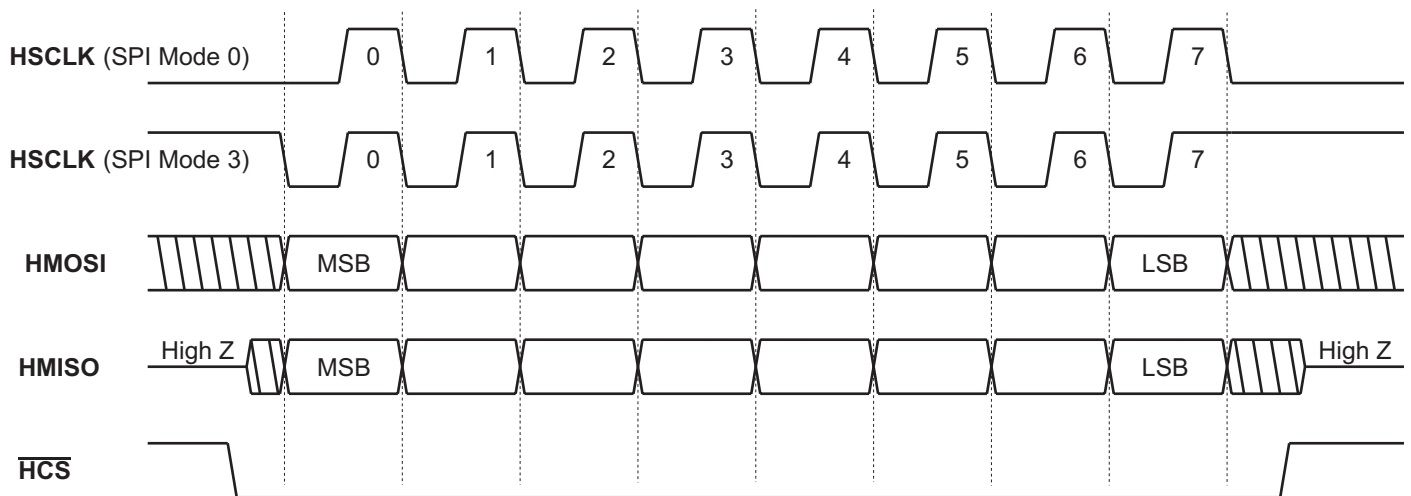 HSCLK (SPI Mode 0) 0 1 2 3 4 5 6 7
HSCLK (SPI Mode 3) 0 1 2 3 4 5 6 7
HMOSI MSB LSB
HMISO High Z MSB LSB High Z
HCS